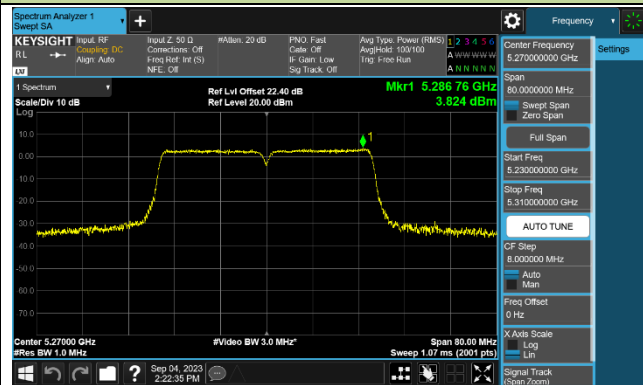 Spectrum Analyzer 1
Swept SA
Frequency
KEYSIGHT
RL
LXI
Input: RF
Coupling: DC
Align: Auto
Input Z: 50 Ω
Corrections: Off
Freq Ref: Int (S)
NFE: Off
#Atten: 20 dB
PNO: Fast
Gate: Off
IF Gain: Low
Sig Track: Off
Avg Type: Power (RMS)
Avg|Hold: 100/100
Trig: Free Run
1 2 3 4 5 6
A W W W W W
A N N N N N
1 Spectrum
Scale/Div 10 dB
Log
Ref Lvl Offset 22.40 dB
Ref Level 20.00 dBm
Mkr1 5.286 76 GHz
3.824 dBm
1
10.0
0.00
-10.0
-20.0
-30.0
-40.0
-50.0
-60.0
-70.0
Center 5.27000 GHz
#Res BW 1.0 MHz
#Video BW 3.0 MHz*
Span 80.00 MHz
Sweep 1.07 ms (2001 pts)
Sep 04, 2023
2:22:35 PM
Center Frequency
5.270000000 GHz
Settings
Span
80.0000000 MHz
Swept Span
Zero Span
Full Span
Start Freq
5.230000000 GHz
Stop Freq
5.310000000 GHz
AUTO TUNE
CF Step
8.000000 MHz
Auto
Man
Freq Offset
0 Hz
X Axis Scale
Log
Lin
Signal Track
(Span Zoom)